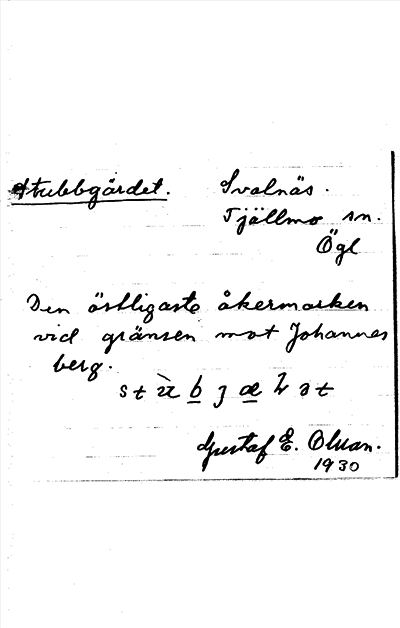 Stubbgärdet. Svalnäs.
Tjällmo sn.
Ögl
Den östligaste åkermarken
vid gränsen mot Johannes
berg.
Gustaf E. Olsson.
1930